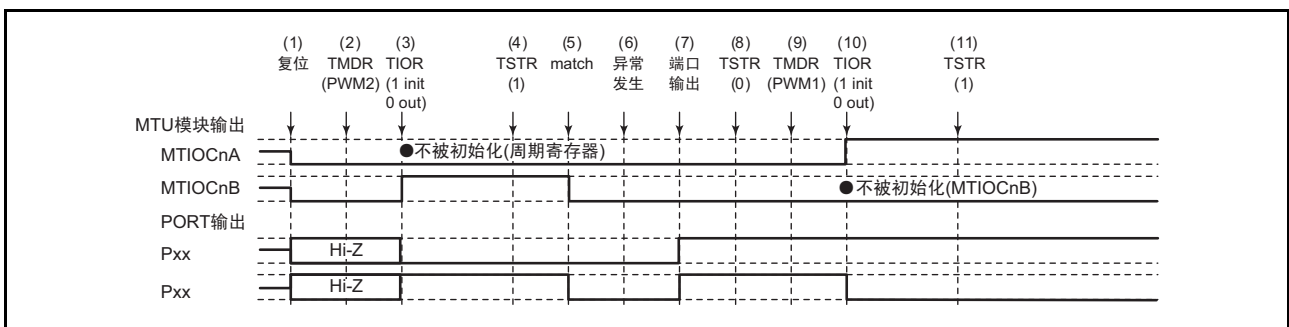 (1) (2) (3) (4) (5) (6) (7) (8) (9) (10) (11)
复位 TMDR TIOR TSTR match 异常 端口 TSTR TMDR TIOR TSTR
(PWM2) (1 init (1) 发生 输出 (0) (PWM1) (1 init (1)
0 out) 0 out)
MTU模块输出
MTIOCnA ●不被初始化(周期寄存器)
MTIOCnB ●不被初始化(MTIOCnB)
PORT输出
Pxx Hi-Z
Pxx Hi-Z